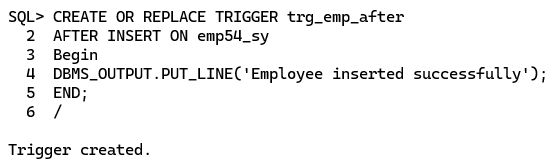 SQL> CREATE OR REPLACE TRIGGER trg_emp_after
  2  AFTER INSERT ON emp54_sy
  3  Begin
  4  DBMS_OUTPUT.PUT_LINE('Employee inserted successfully');
  5  END;
  6  /
Trigger created.